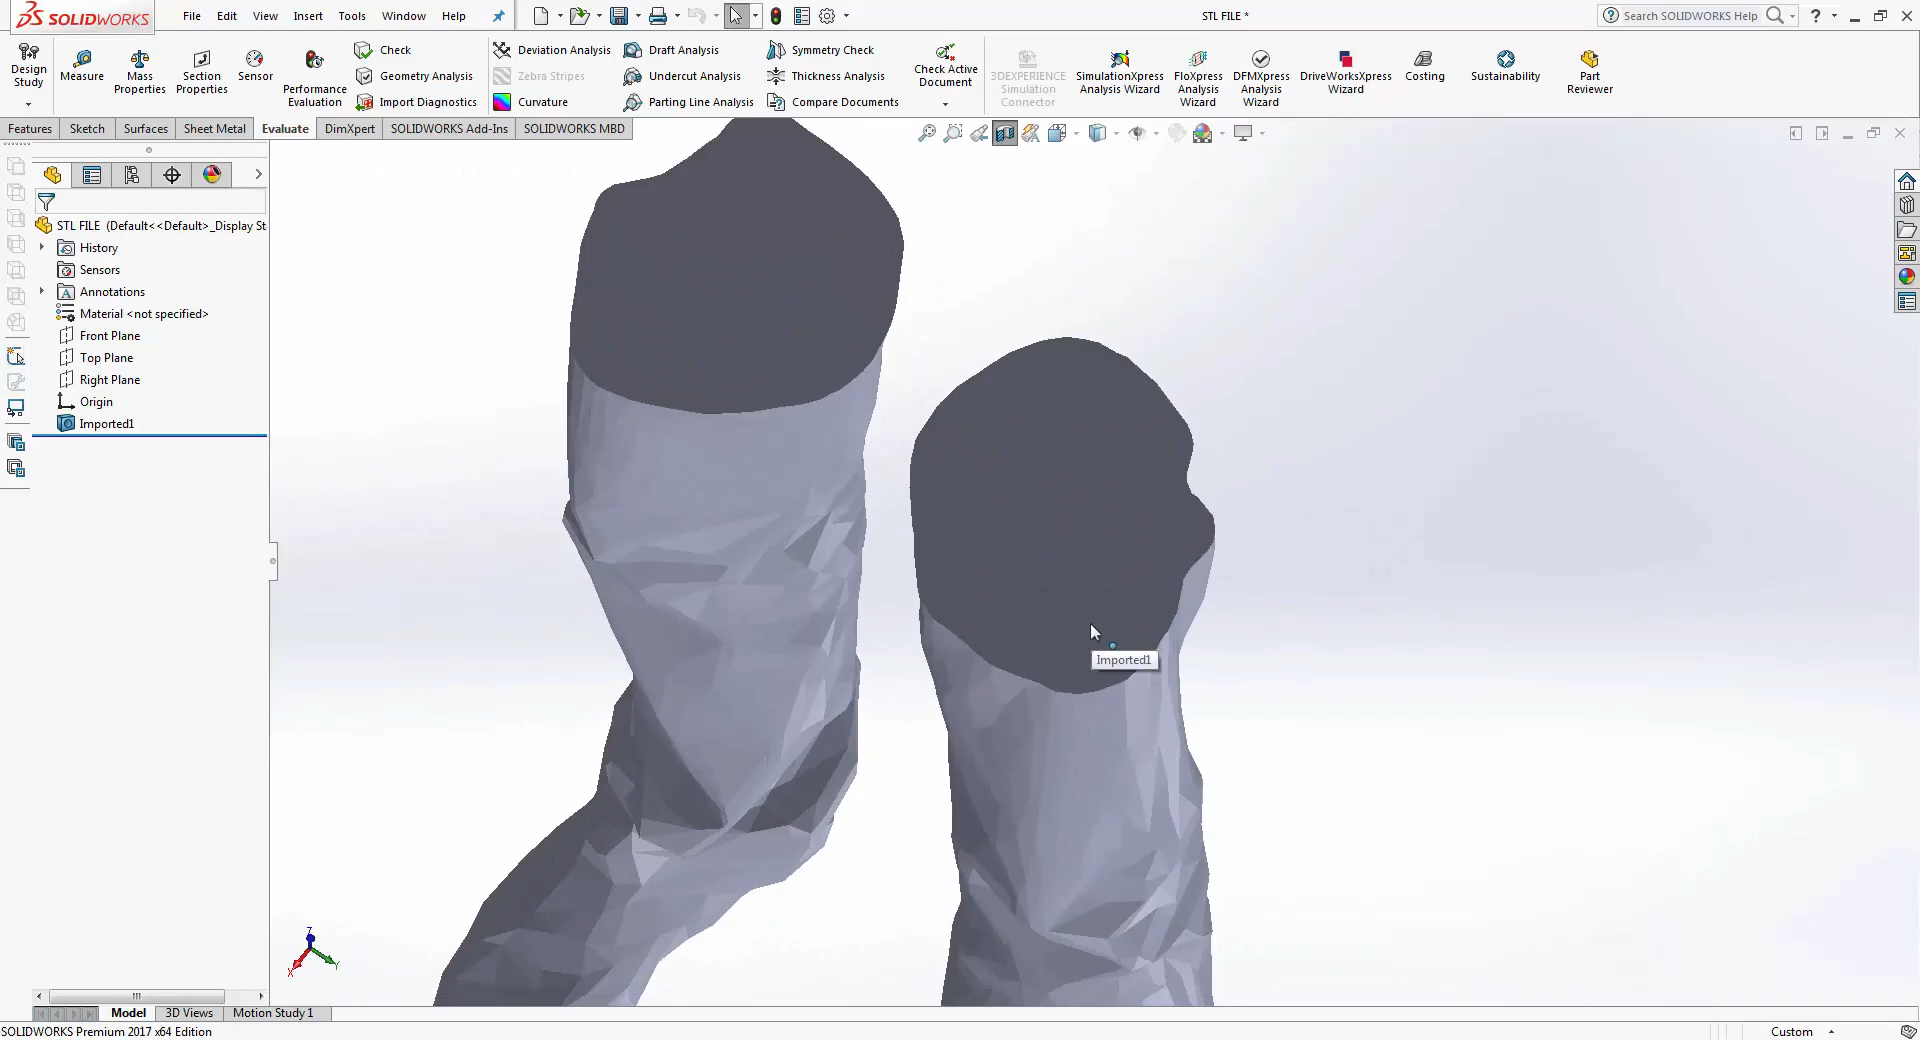 SOLIDWORKS File Edit View Insert Tools Window Help STL FILE * Search SOLIDWORKS Help ?
Design Study
Measure
Mass Properties
Section Properties
Sensor
Performance Evaluation
Check
Geometry Analysis
Import Diagnostics
Deviation Analysis
Zebra Stripes
Curvature
Draft Analysis
Undercut Analysis
Parting Line Analysis
Symmetry Check
Thickness Analysis
Compare Documents
Check Active Document
3DEXPERIENCE Simulation Connector
SimulationXpress Analysis Wizard
FloXpress Analysis Wizard
DFMXpress Analysis Wizard
DriveWorksXpress Wizard
Costing
Sustainability
Part Reviewer
Features Sketch Surfaces Sheet Metal Evaluate DimXpert SOLIDWORKS Add-Ins SOLIDWORKS MBD
STL FILE (Default<<Default>_Display St
History
Sensors
Annotations
Material <not specified>
Front Plane
Top Plane
Right Plane
Origin
Imported1
Imported1
Z
X
Y
Model 3D Views Motion Study 1
SOLIDWORKS Premium 2017 x64 Edition Custom